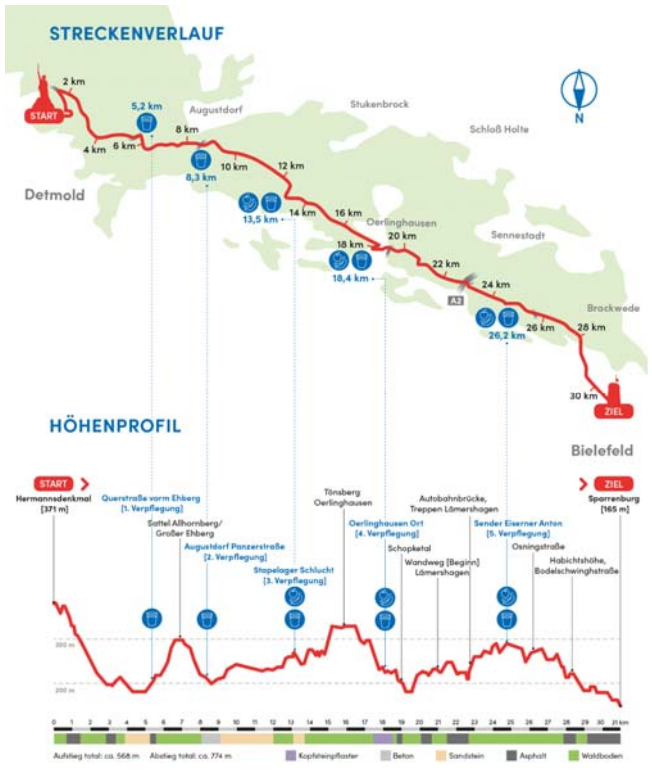 STRECKENVERLAUF
2 km
START
5,2 km
Augustdorf
Stukenbrock
Schloß Holte
N
4 km
6 km
8 km
8,3 km
10 km
12 km
Detmold
13,5 km
14 km
16 km
Oerlinghausen
18 km
20 km
18,4 km
Sennestadt
22 km
A2
24 km
Brackwede
26 km
26,2 km
28 km
30 km
ZIEL
Bielefeld
HÖHENPROFIL
START
Hermannsdenkmal
[371 m]
Querstraße vorm Ehberg
[1. Verpflegung]
Sattel Allhornberg/
Großer Ehberg
Augustdorf Panzerstraße
[2. Verpflegung]
Stapelager Schlucht
[3. Verpflegung]
Tönsberg
Oerlinghausen
Oerlinghausen Ort
[4. Verpflegung]
Schopketal
Wandweg [Beginn]
Lämershagen
Autobahnbrücke,
Treppen Lämershagen
Sender Eiserner Anton
[5. Verpflegung]
Osningstraße
Habichtshöhe,
Bodelschwinghstraße
ZIEL
Sparrenburg
[165 m]
300 m
200 m
0 1 2 3 4 5 6 7 8 9 10 11 12 13 14 15 16 17 18 19 20 21 22 23 24 25 26 27 28 29 30 31 km
Aufstieg total: ca. 568 m Abstieg total: ca. 774 m Kopfsteinpflaster Beton Sandstein Asphalt Waldboden